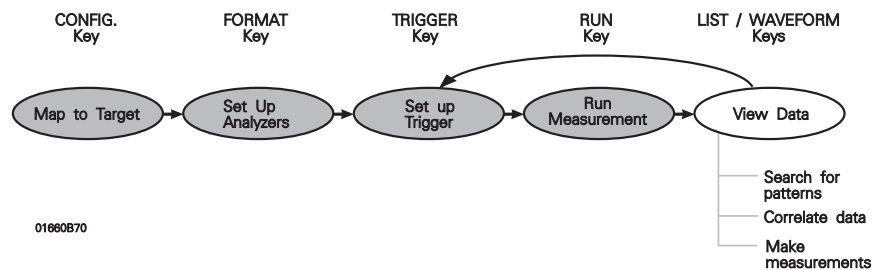 CONFIG.
Key
FORMAT
Key
TRIGGER
Key
RUN
Key
LIST / WAVEFORM
Keys
Map to Target
Set Up
Analyzers
Set up
Trigger
Run
Measurement
View Data
Search for
patterns
Correlate data
Make
measurements
01660B70